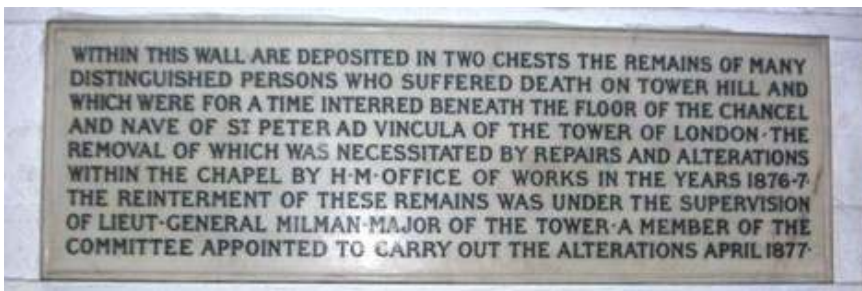 WITHIN THIS WALL ARE DEPOSITED IN TWO CHESTS THE REMAINS OF MANY
DISTINGUISHED PERSONS WHO SUFFERED DEATH ON TOWER HILL AND
WHICH WERE FOR A TIME INTERRED BENEATH THE FLOOR OF THE CHANCEL
AND NAVE OF ST PETER AD VINCULA OF THE TOWER OF LONDON · THE
REMOVAL OF WHICH WAS NECESSITATED BY REPAIRS AND ALTERATIONS
WITHIN THE CHAPEL BY H·M·OFFICE OF WORKS IN THE YEARS 1876-7·
THE REINTERMENT OF THESE REMAINS WAS UNDER THE SUPERVISION
OF LIEUT·GENERAL MILMAN·MAJOR OF THE TOWER·A MEMBER OF THE
COMMITTEE APPOINTED TO CARRY OUT THE ALTERATIONS APRIL 1877·